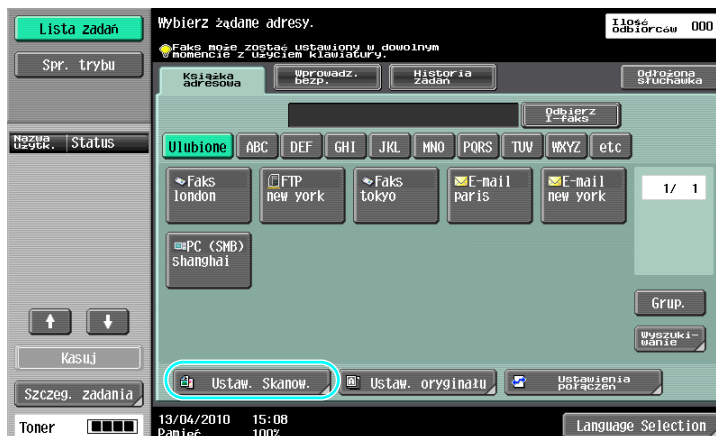 Lista zadań
Spr. trybu
Nazwa Użytk.
Status
Kasuj
Szczeg. zadania
Toner
Wybierz żądane adresy.
Ilość odbiorców 000
Faks może zostać ustawiony w dowolnym
momencie z użyciem klawiatury.
Książka adresowa
Wprowadz. bezp.
Historia zadań
Odłożona słuchawka
Odbierz I-faks
Ulubione ABC DEF GHI JKL MNO PQRS TUV WXYZ etc
Faks london
FTP new york
Faks tokyo
E-mail paris
E-mail new york
1/ 1
PC (SMB) shanghai
Grup.
Wyszuki-wanie
Ustaw. Skanow.
Ustaw. oryginału
Ustawienia połączeń
13/04/2010 15:08
Pamięć 100%
Language Selection